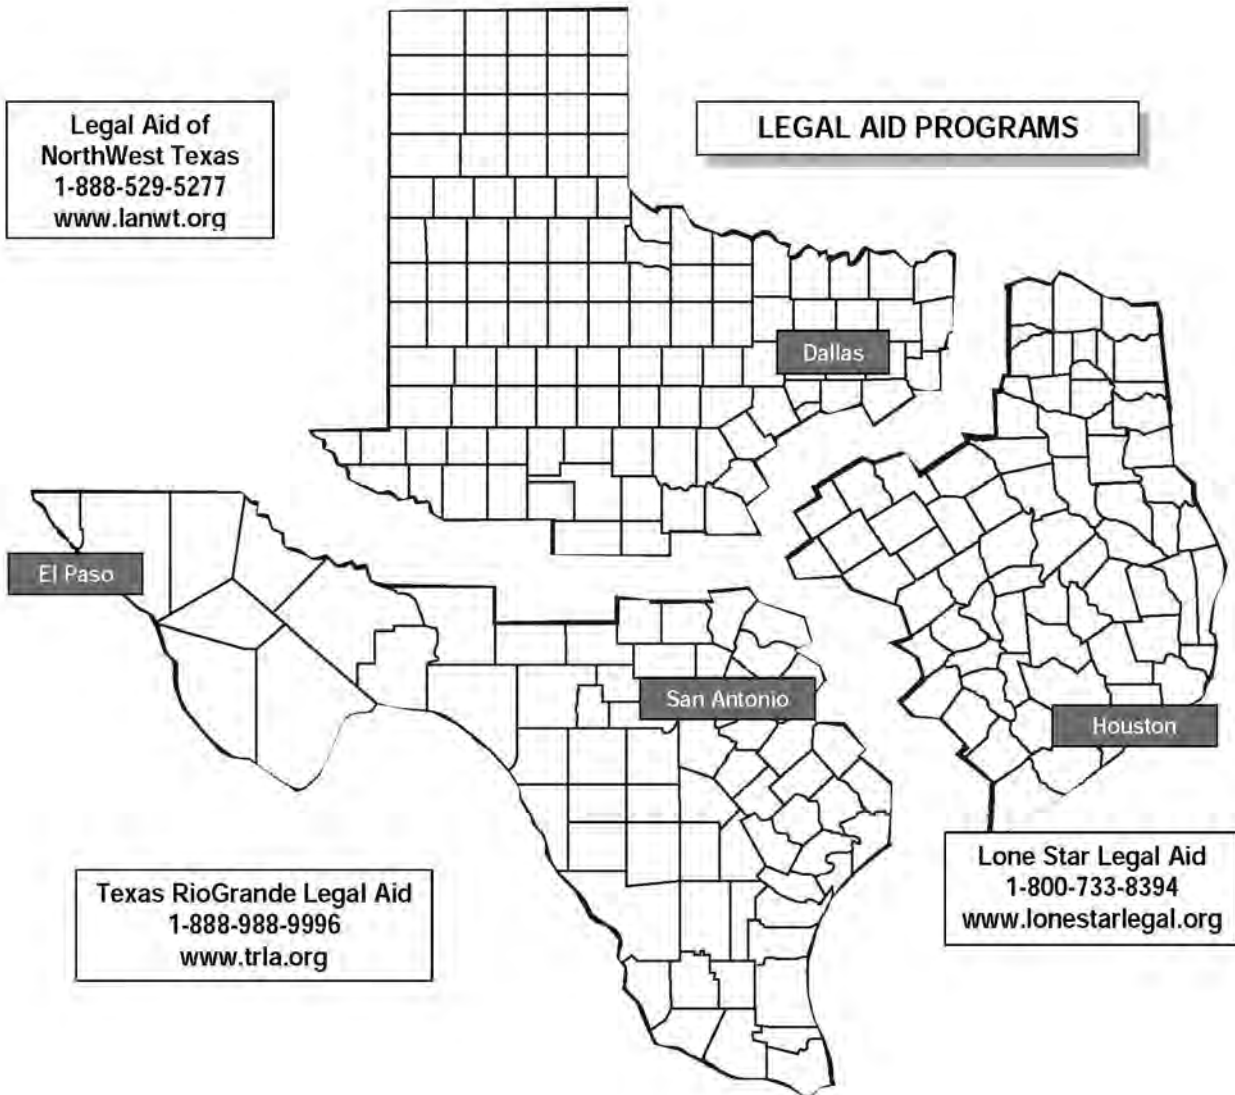 Legal Aid of
NorthWest Texas
1-888-529-5277
www.lanwt.org
LEGAL AID PROGRAMS
Dallas
El Paso
San Antonio
Houston
Texas RioGrande Legal Aid
1-888-988-9996
www.trla.org
Lone Star Legal Aid
1-800-733-8394
www.lonestarlegal.org